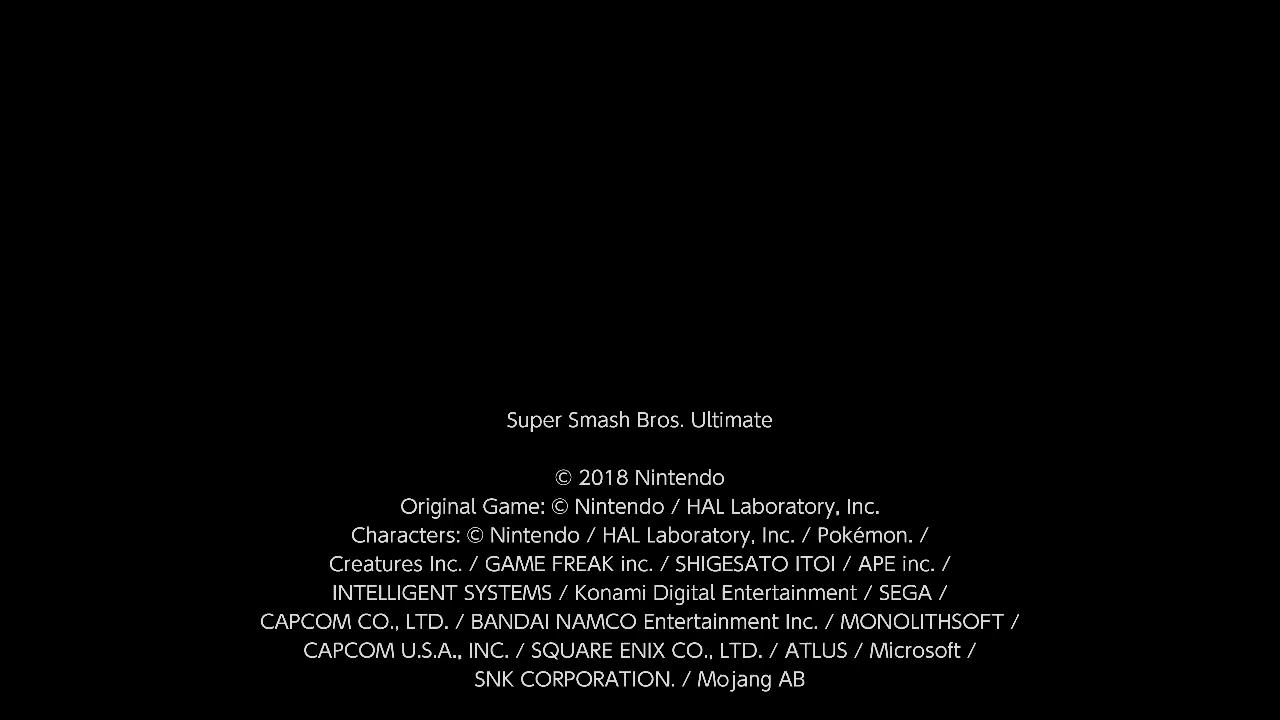 Super Smash Bros. Ultimate
© 2018 Nintendo
Original Game: © Nintendo / HAL Laboratory, Inc.
Characters: © Nintendo / HAL Laboratory, Inc. / Pokémon. /
Creatures Inc. / GAME FREAK inc. / SHIGESATO ITOI / APE inc. /
INTELLIGENT SYSTEMS / Konami Digital Entertainment / SEGA /
CAPCOM CO., LTD. / BANDAI NAMCO Entertainment Inc. / MONOLITHSOFT /
CAPCOM U.S.A., INC. / SQUARE ENIX CO., LTD. / ATLUS / Microsoft /
SNK CORPORATION. / Mojang AB